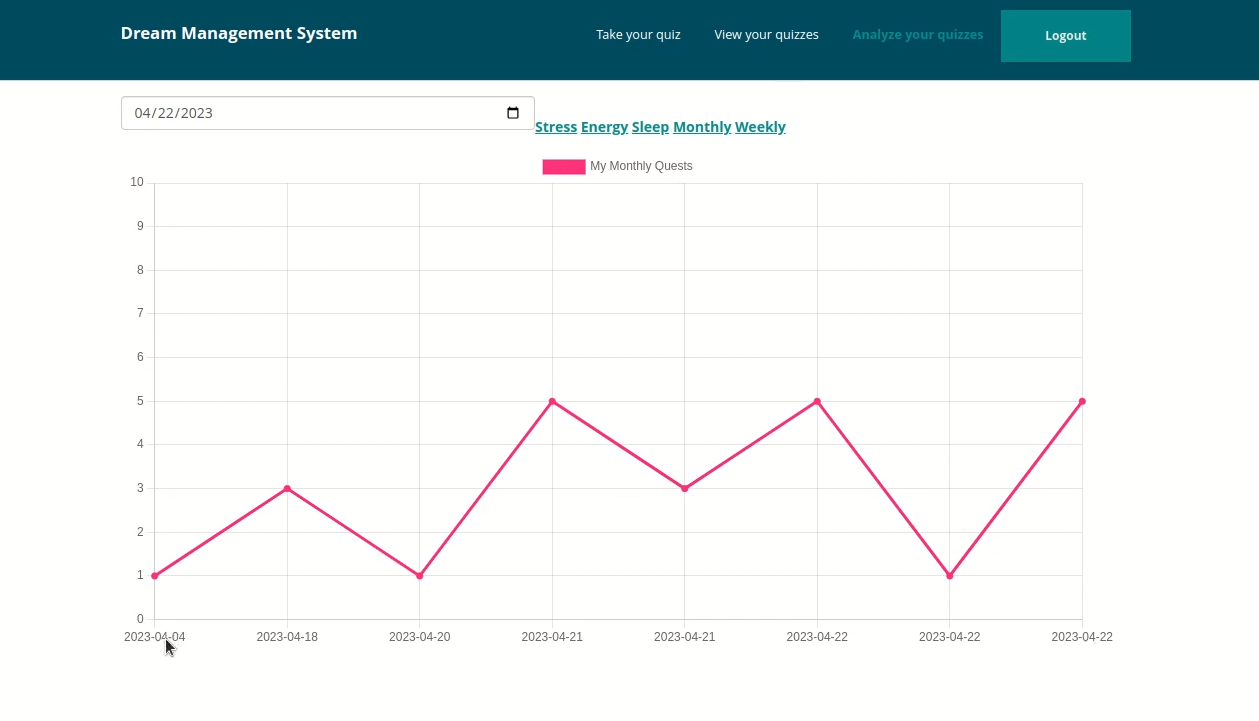 Dream Management System
Take your quiz
View your quizzes
Analyze your quizzes
Logout
04/22/2023
Stress Energy Sleep Monthly Weekly
My Monthly Quests
10
9
8
7
6
5
4
3
2
1
0
2023-04-04 2023-04-18 2023-04-20 2023-04-21 2023-04-21 2023-04-22 2023-04-22 2023-04-22